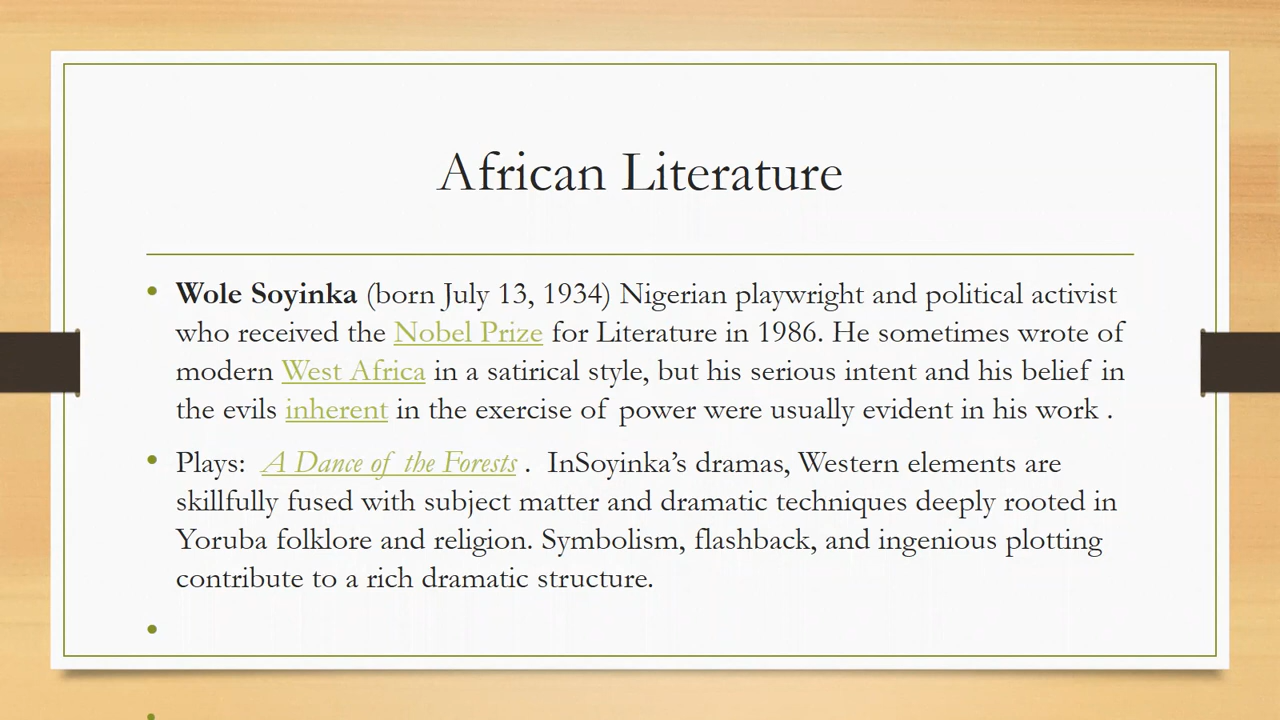 African Literature
• Wole Soyinka (born July 13, 1934) Nigerian playwright and political activist
who received the Nobel Prize for Literature in 1986. He sometimes wrote of
modern West Africa in a satirical style, but his serious intent and his belief in
the evils inherent in the exercise of power were usually evident in his work .
• Plays: A Dance of the Forests . InSoyinka’s dramas, Western elements are
skillfully fused with subject matter and dramatic techniques deeply rooted in
Yoruba folklore and religion. Symbolism, flashback, and ingenious plotting
contribute to a rich dramatic structure.